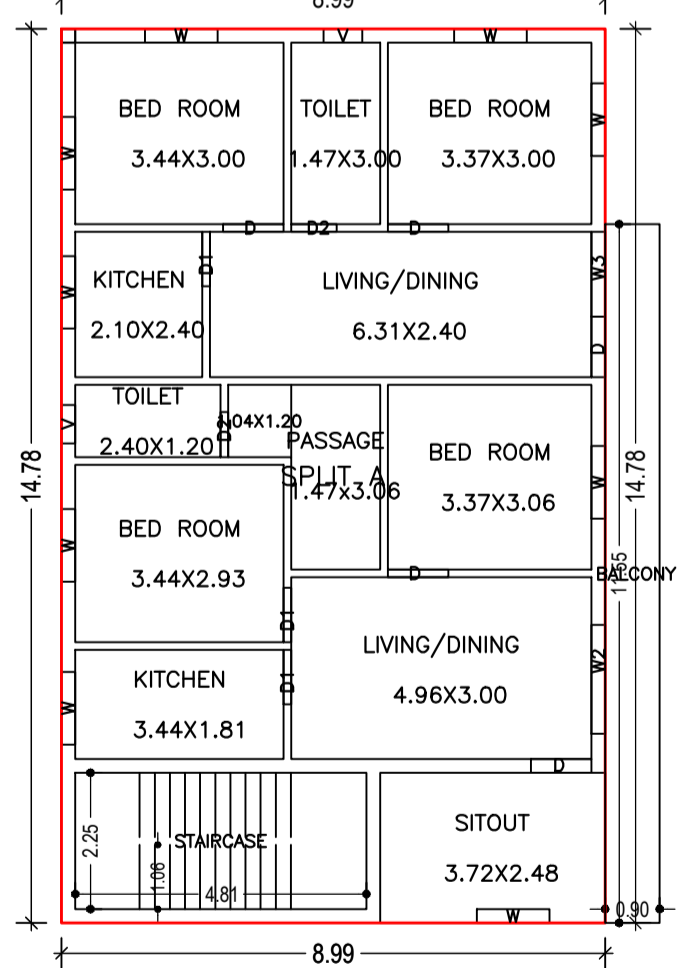 8.99
W V W
BED ROOM TOILET BED ROOM
3.44X3.00 1.47X3.00 3.37X3.00
W W
D D2 D
KITCHEN D1 LIVING/DINING W3
2.10X2.40 6.31X2.40
W D
TOILET
2.40X1.20
V D2 04X1.20
PASSAGE
SPLIT A
1.47x3.06
BED ROOM
3.37X3.06
W
14.78 14.78
BED ROOM
3.44X2.93
W D1
D BALCONY
11.55
LIVING/DINING
4.96X3.00
W2
KITCHEN
3.44X1.81
W D1
D
STAIRCASE
2.25 1.06 4.81
SITOUT
3.72X2.48
W 0.90
8.99